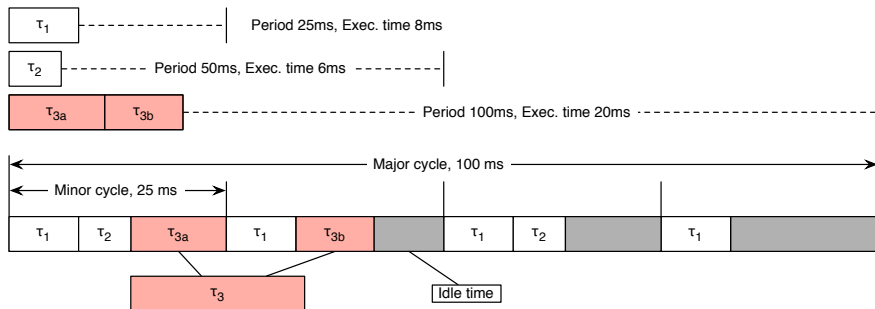 τ1 Period 25ms, Exec. time 8ms
τ2 Period 50ms, Exec. time 6ms
τ3a τ3b Period 100ms, Exec. time 20ms
Major cycle, 100 ms
Minor cycle, 25 ms
τ1 τ2 τ3a τ1 τ3b τ1 τ2 τ1
τ3 Idle time